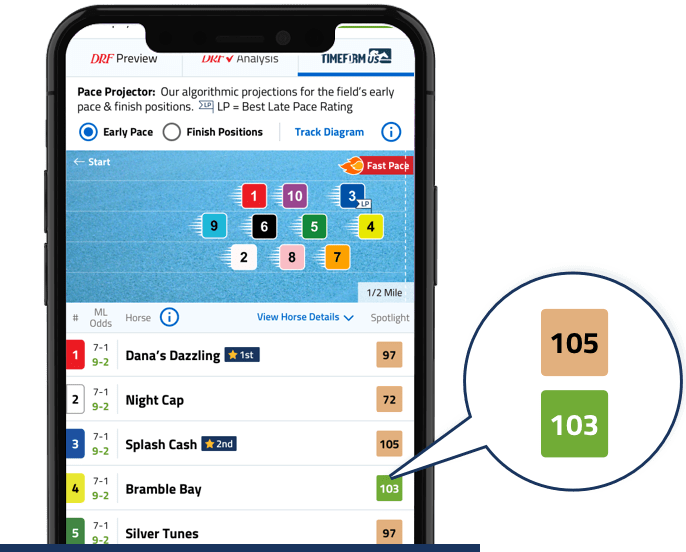 DRF Preview
DRF Analysis
TIMEFORM US
Pace Projector: Our algorithmic projections for the field's early
pace & finish positions. LP LP = Best Late Pace Rating
Early Pace
Finish Positions
Track Diagram
i
← Start
Fast Pace
1 10 3
LP
9 6 5 4
2 8 7
1/2 Mile
# ML Odds Horse i View Horse Details Spotlight
1 7-1 9-2 Dana's Dazzling 1st 97
2 7-1 9-2 Night Cap 72
3 7-1 9-2 Splash Cash 2nd 105
4 7-1 9-2 Bramble Bay 103
5 7-1 9-2 Silver Tunes 97
105
103